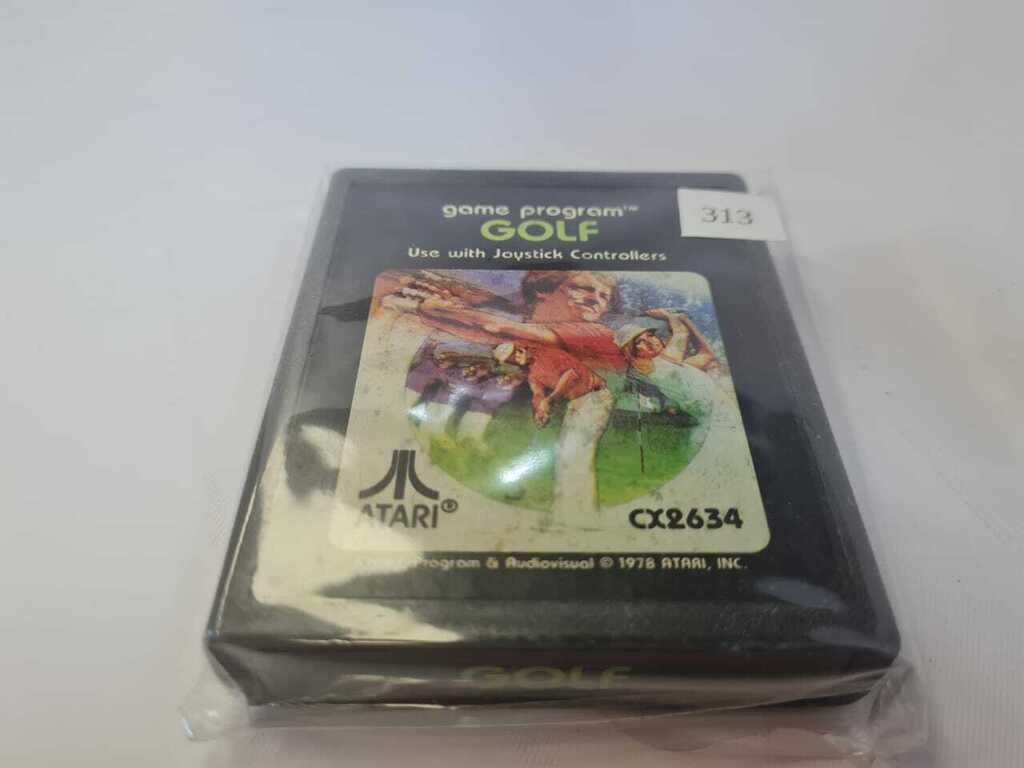 game program™
GOLF
313
Use with Joystick Controllers
ATARI®
CX2634
Program & Audiovisual © 1978 ATARI, INC.
GOLF